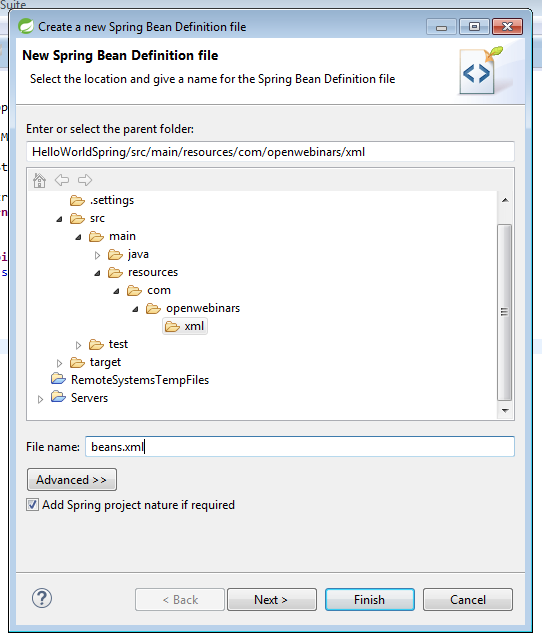 Suite
Create a new Spring Bean Definition file
New Spring Bean Definition file
Select the location and give a name for the Spring Bean Definition file
Enter or select the parent folder:
HelloWorldSpring/src/main/resources/com/openwebinars/xml
.settings
src
main
java
resources
com
openwebinars
xml
test
target
RemoteSystemsTempFiles
Servers
File name: beans.xml
Advanced >>
Add Spring project nature if required
? < Back Next > Finish Cancel